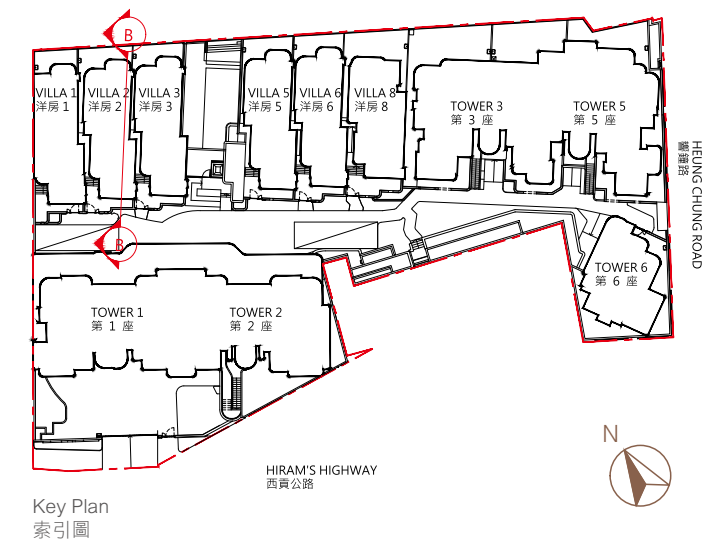 B
VILLA 1
洋房 1
VILLA 2
洋房 2
VILLA 3
洋房 3
VILLA 5
洋房 5
VILLA 6
洋房 6
VILLA 8
洋房 8
TOWER 3
第 3 座
TOWER 5
第 5 座
HEUNG CHUNG ROAD
響鐘路
B
TOWER 6
第 6 座
TOWER 1
第 1 座
TOWER 2
第 2 座
HIRAM'S HIGHWAY
西貢公路
N
Key Plan
索引圖